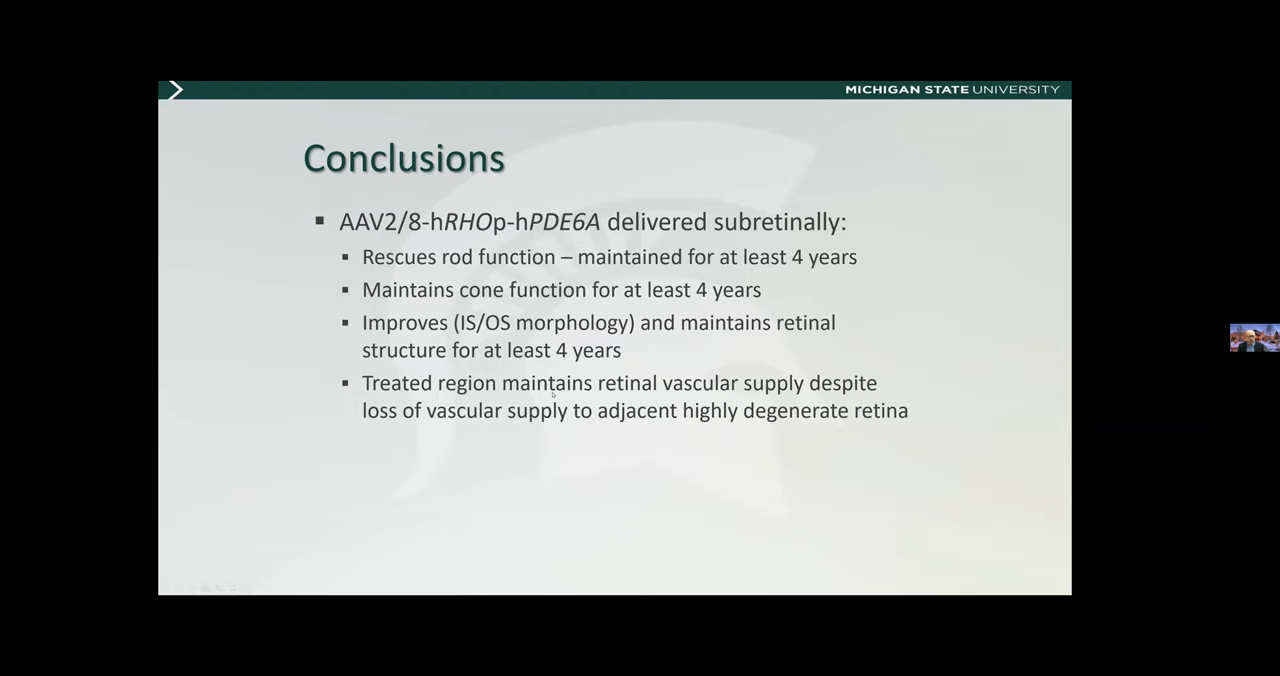 MICHIGAN STATE UNIVERSITY
Conclusions
▪ AAV2/8-hRHOp-hPDE6A delivered subretinally:
▪ Rescues rod function – maintained for at least 4 years
▪ Maintains cone function for at least 4 years
▪ Improves (IS/OS morphology) and maintains retinal
structure for at least 4 years
▪ Treated region maintains retinal vascular supply despite
loss of vascular supply to adjacent highly degenerate retina